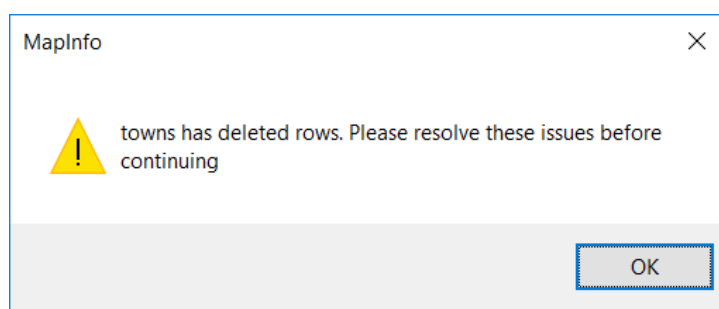 MapInfo
towns has deleted rows. Please resolve these issues before
continuing
OK